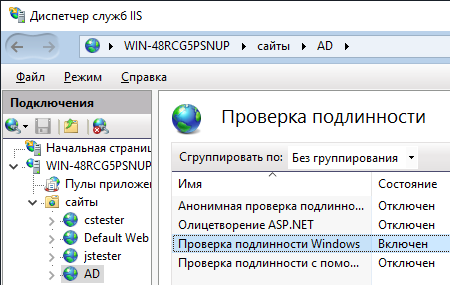 Диспетчер служб IIS
WIN-48RCG5PSNUP
сайты
AD
Файл Режим Справка
Подключения
Начальная страниц
WIN-48RCG5PSNUP
Пулы приложе
сайты
cstester
Default Web
jstester
AD
Проверка подлинности
Сгруппировать по: Без группирования
Имя Состояние
Анонимная проверка подлинно... Отключен
Олицетворение ASP.NET Отключен
Проверка подлинности Windows Включен
Проверка подлинности с помо... Отключен